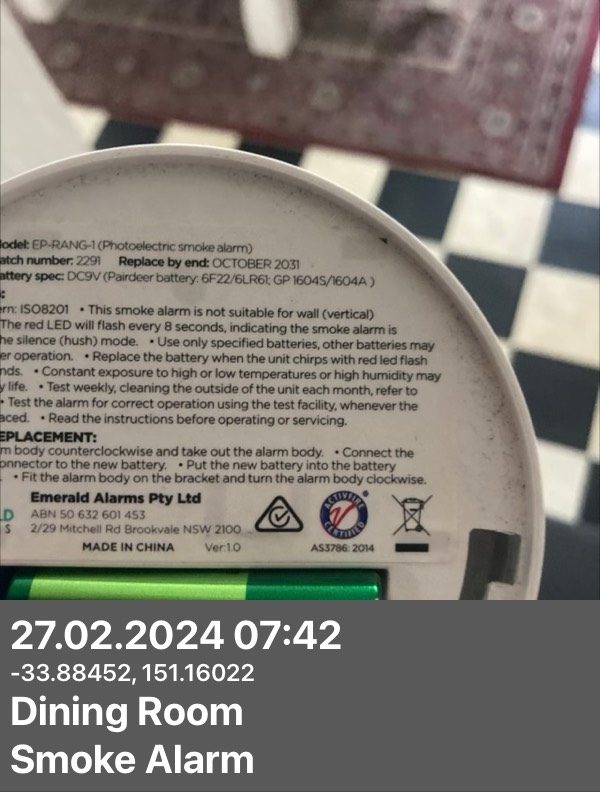 odel: EP-RANG-1 (Photoelectric smoke alarm)
atch number: 2291 Replace by end: OCTOBER 2031
attery spec: DC9V (Pairdeer battery: 6F22/6LR61; GP 1604S/1604A )
:
ern: ISO8201 • This smoke alarm is not suitable for wall (vertical)
The red LED will flash every 8 seconds, indicating the smoke alarm is
he silence (hush) mode. • Use only specified batteries, other batteries may
er operation. • Replace the battery when the unit chirps with red led flash
nds. • Constant exposure to high or low temperatures or high humidity may
y life. • Test weekly, cleaning the outside of the unit each month, refer to
• Test the alarm for correct operation using the test facility, whenever the
aced. • Read the instructions before operating or servicing.
EPLACEMENT:
m body counterclockwise and take out the alarm body. • Connect the
onnector to the new battery. • Put the new battery into the battery
. • Fit the alarm body on the bracket and turn the alarm body clockwise.
Emerald Alarms Pty Ltd
LD ABN 50 632 601 453
S 2/29 Mitchell Rd Brookvale NSW 2100
ACTIVFIRE CERTIFIED
MADE IN CHINA Ver:1.0 AS3786: 2014
27.02.2024 07:42
-33.88452, 151.16022
Dining Room
Smoke Alarm